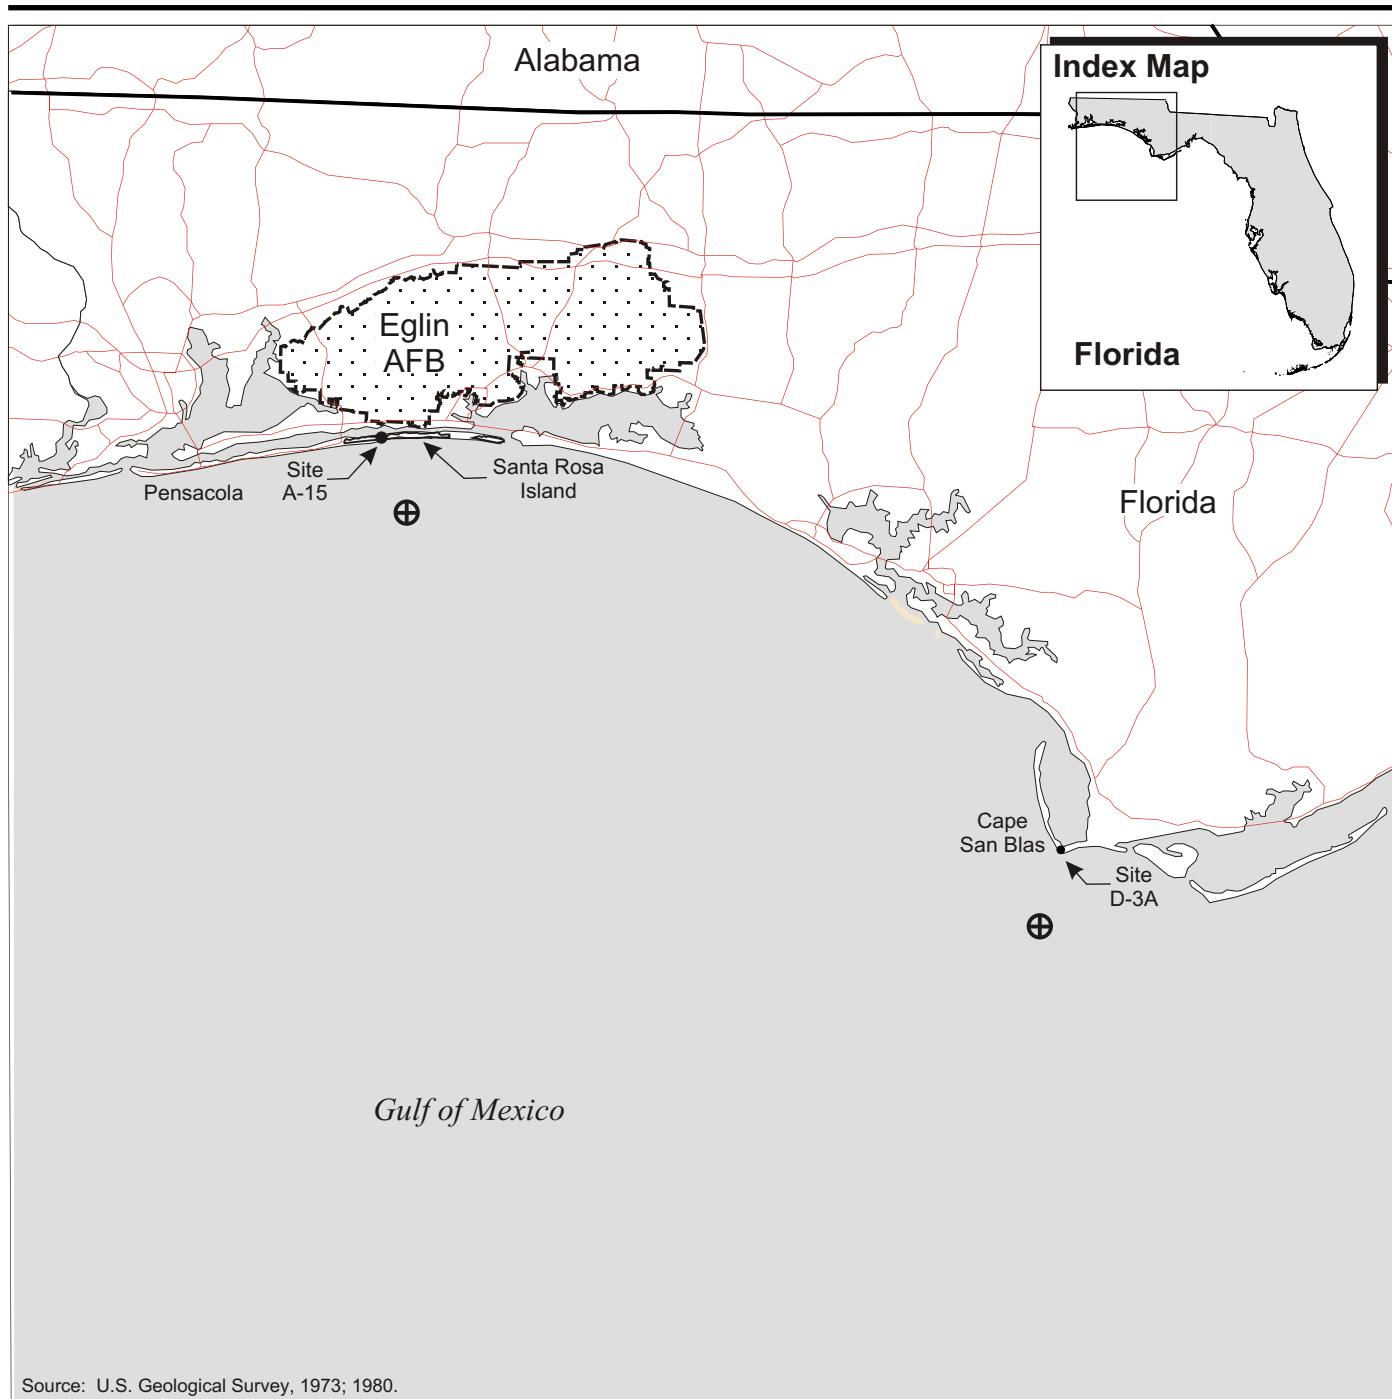 Alabama
Index Map
Florida
Eglin
AFB
Site
A-15
Santa Rosa
Island
Pensacola
Florida
Cape
San Blas
Site
D-3A
Gulf of Mexico
Source: U.S. Geological Survey, 1973; 1980.